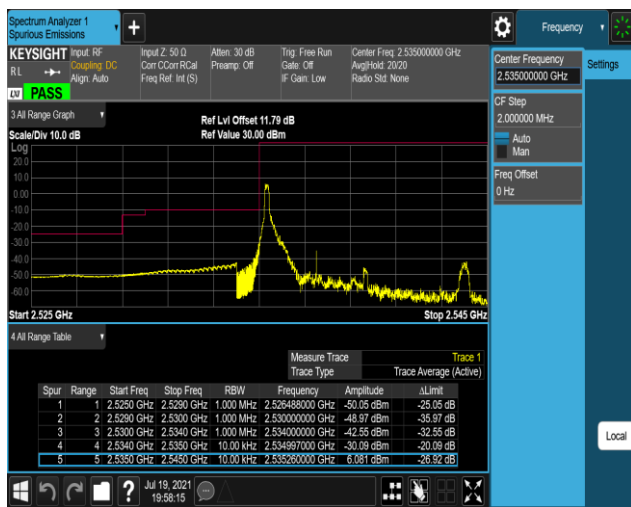 Spectrum Analyzer 1
Spurious Emissions
Frequency
KEYSIGHT
Input: RF
Coupling: DC
Align: Auto
Input Z: 50 Ω
Corr CCorr RCal
Freq Ref: Int (S)
Atten: 30 dB
Preamp: Off
Trig: Free Run
Gate: Off
IF Gain: Low
Center Freq: 2.535000000 GHz
Avg|Hold: 20/20
Radio Std: None
R L
LXI PASS
Center Frequency
2.535000000 GHz
Settings
CF Step
2.000000 MHz
Auto
Man
Freq Offset
0 Hz
3 All Range Graph
Ref Lvl Offset 11.79 dB
Scale/Div 10.0 dB
Ref Value 30.00 dBm
Log
20.0
10.0
0.00
-10.0
-20.0
-30.0
-40.0
-50.0
-60.0
Start 2.525 GHz
Stop 2.545 GHz
4 All Range Table
Measure Trace Trace 1
Trace Type Trace Average (Active)
Spur Range Start Freq Stop Freq RBW Frequency Amplitude ΔLimit
1 1 2.5250 GHz 2.5290 GHz 1.000 MHz 2.526488000 GHz -50.05 dBm -25.05 dB
2 2 2.5290 GHz 2.5300 GHz 1.000 MHz 2.530000000 GHz -48.97 dBm -35.97 dB
3 3 2.5300 GHz 2.5340 GHz 1.000 MHz 2.534000000 GHz -42.55 dBm -32.55 dB
4 4 2.5340 GHz 2.5350 GHz 10.00 kHz 2.534997000 GHz -30.09 dBm -20.09 dB
5 5 2.5350 GHz 2.5450 GHz 10.00 kHz 2.535260000 GHz 6.081 dBm -26.92 dB
Local
?
Jul 19, 2021
19:58:15